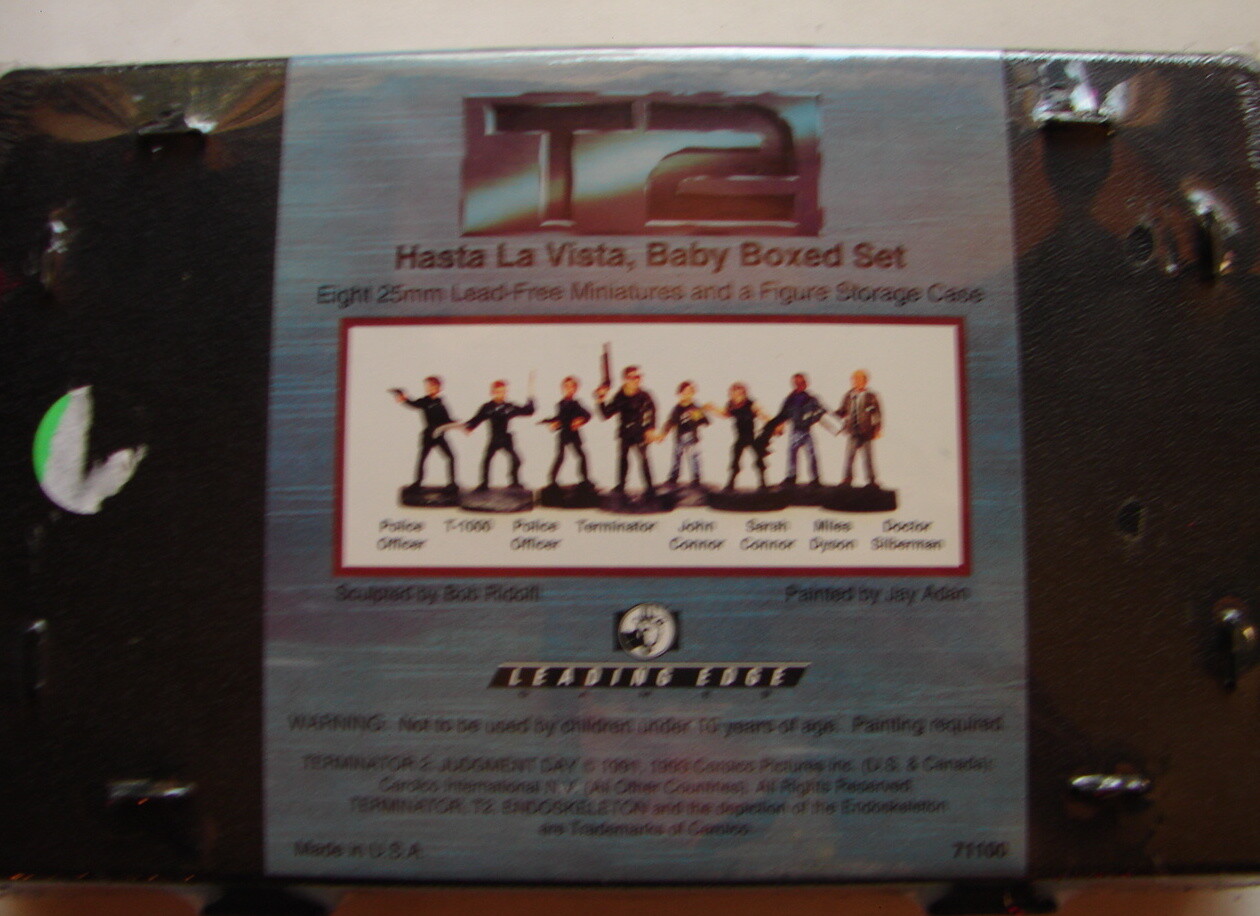 T2
Hasta La Vista, Baby Boxed Set
Eight 25mm Lead-Free Miniatures and a Figure Storage Case
Police Officer
T-1000
Police Officer
Terminator
John Connor
Sarah Connor
Miles Dyson
Doctor Silberman
Sculpted by Bob Ridolfi
Painted by Jay Adan
LEADING EDGE
GAMES
WARNING: Not to be used by children under 10 years of age. Painting required.
TERMINATOR 2: JUDGMENT DAY © 1991, 1993 Carolco Pictures Inc. (U.S. & Canada);
Carolco International N.V. (All Other Countries). All Rights Reserved.
TERMINATOR, T2, ENDOSKELETON and the depiction of the Endoskeleton
are Trademarks of Carolco.
Made in U.S.A.
71100